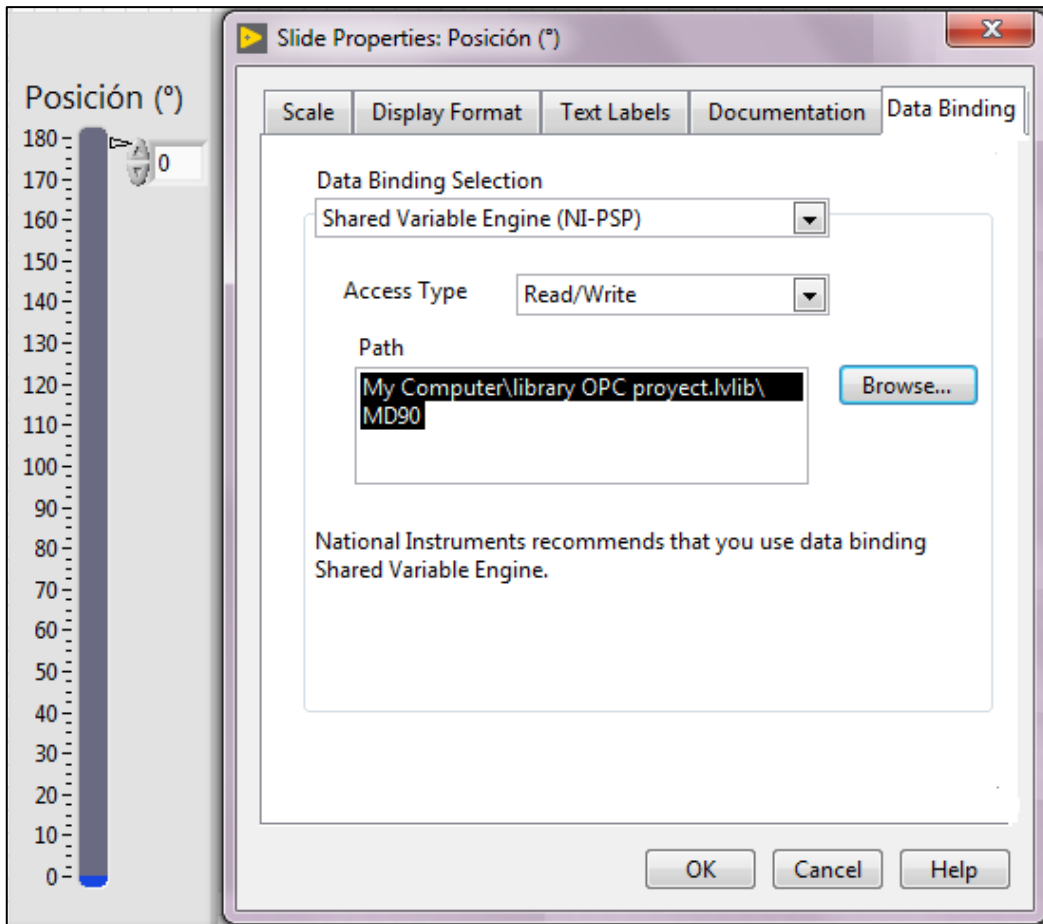 Posición (°)
180
170
160
150
140
130
120
110
100
90
80
70
60
50
40
30
20
10
0
0
Slide Properties: Posición (°)
Scale
Display Format
Text Labels
Documentation
Data Binding
Data Binding Selection
Shared Variable Engine (NI-PSP)
Access Type
Read/Write
Path
My Computer\library OPC proyect.lvlib\
MD90
Browse...
National Instruments recommends that you use data binding
Shared Variable Engine.
OK
Cancel
Help